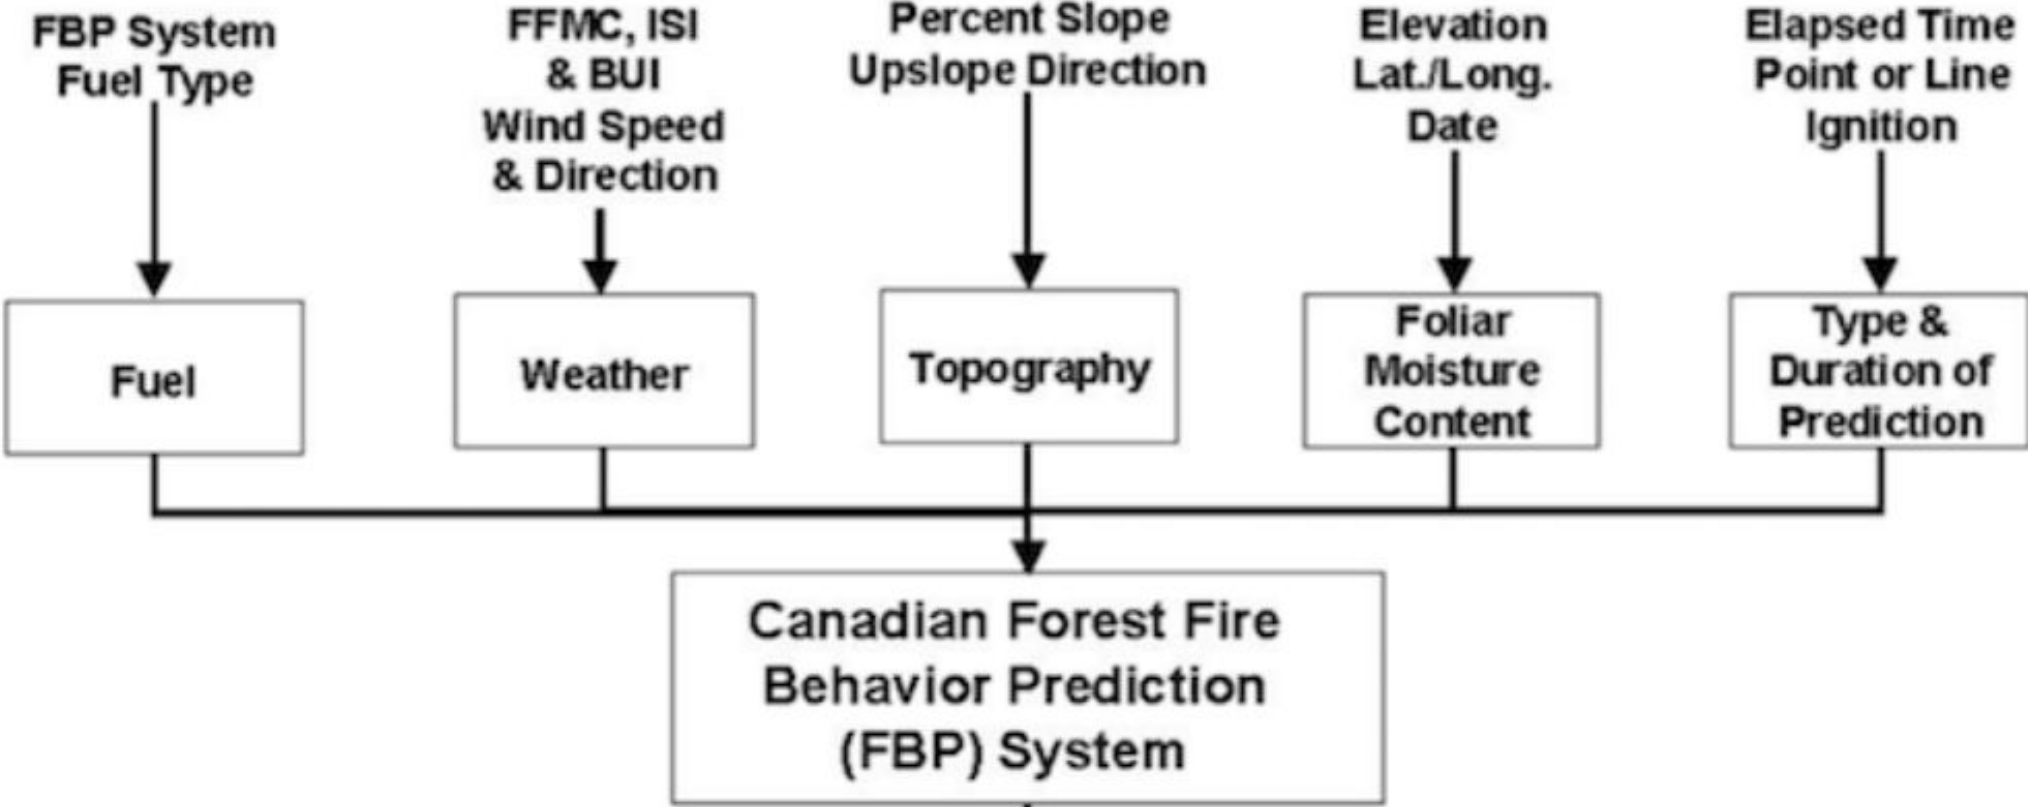 FBP System
Fuel Type
FFMC, ISI
& BUI
Wind Speed
& Direction
Percent Slope
Upslope Direction
Elevation
Lat./Long.
Date
Elapsed Time
Point or Line
Ignition
Fuel
Weather
Topography
Foliar
Moisture
Content
Type &
Duration of
Prediction
Canadian Forest Fire
Behavior Prediction
(FBP) System